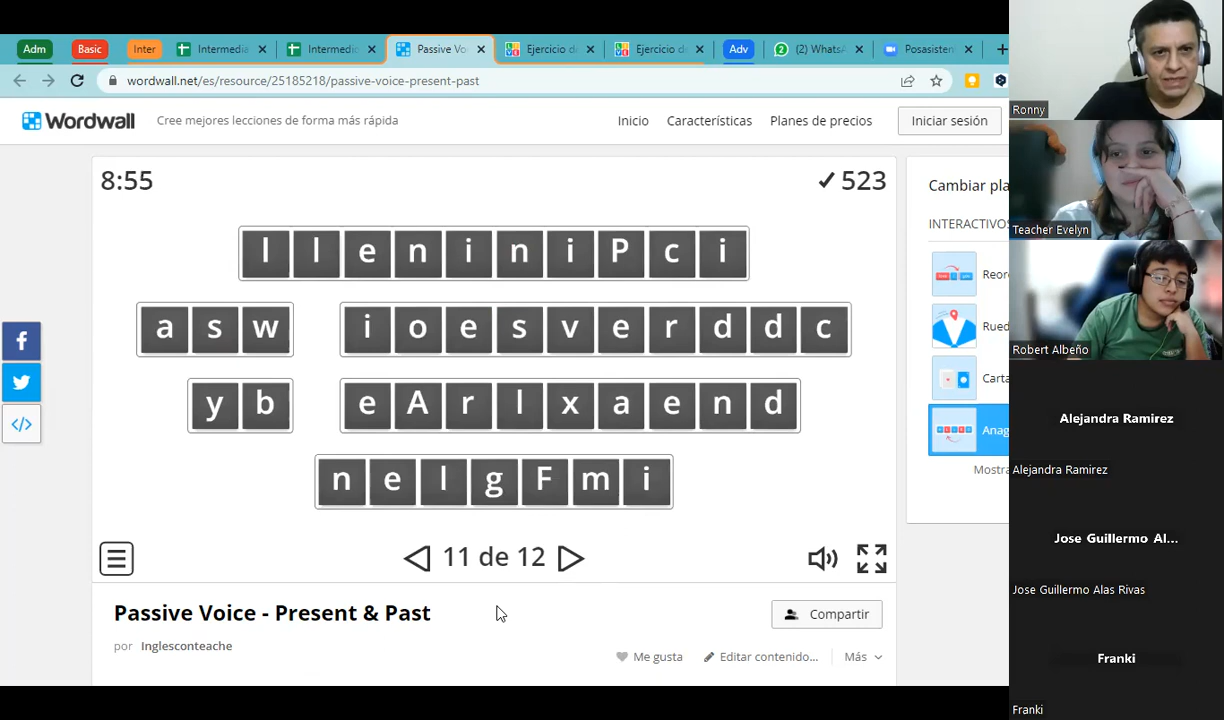 Adm Basic Inter Intermedia Intermedio Passive Vo Ejercicio d Ejercicio de Adv (2) WhatsA Posasisten
wordwall.net/es/resource/25185218/passive-voice-present-past
Wordwall Cree mejores lecciones de forma más rápida Inicio Características Planes de precios Iniciar sesión
8:55 ✓ 523
l l e n i n i P c i
a s w i o e s v e r d d c
y b e A r l x a e n d
n e l g F m i
11 de 12
Passive Voice - Present & Past
Compartir
por Inglesconteache
Me gusta Editar contenido... Más
Cambiar pla
INTERACTIVOS
Reor
Rued
Carta
Anag
Mostra
Ronny
Teacher Evelyn
Robert Albeño
Alejandra Ramirez
Alejandra Ramirez
Jose Guillermo Al...
Jose Guillermo Alas Rivas
Franki
Franki